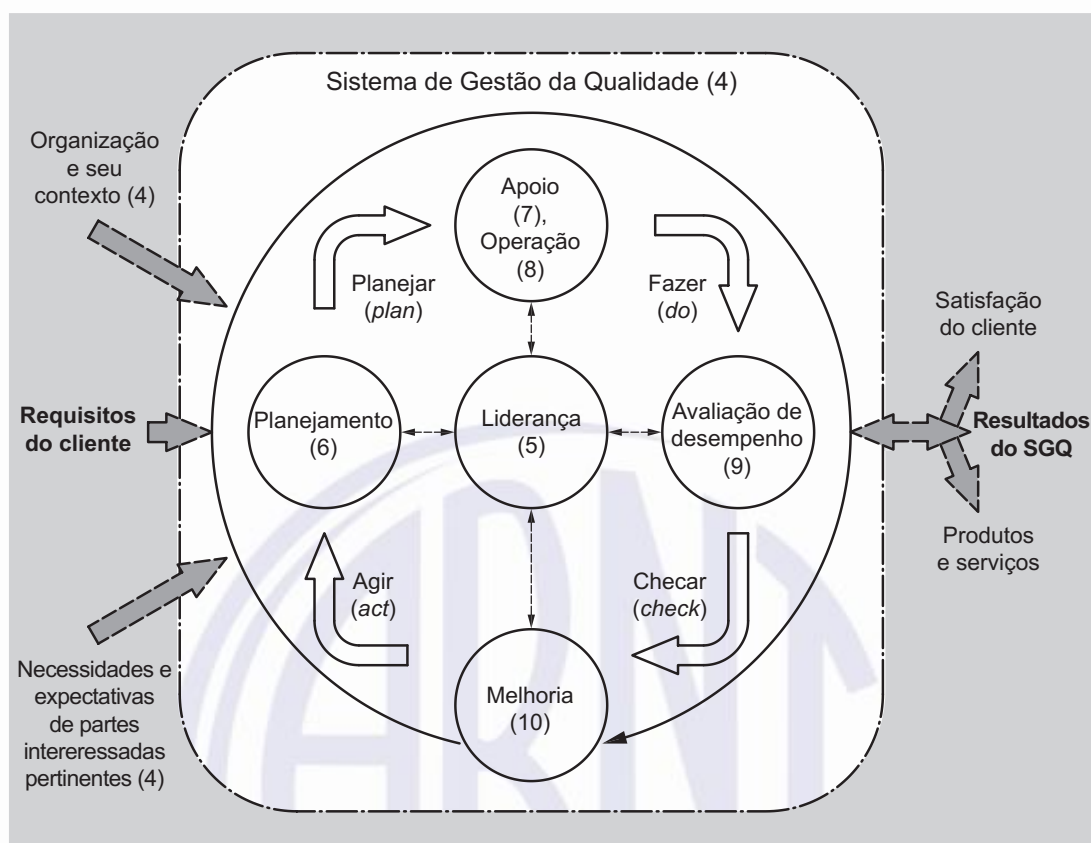 Sistema de Gestão da Qualidade (4)
Organização
e seu
contexto (4)
Apoio
(7),
Operação
(8)
Planejar
(plan)
Fazer
(do)
Satisfação
do cliente
Requisitos
do cliente
Planejamento
(6)
Liderança
(5)
Avaliação de
desempenho
(9)
Resultados
do SGQ
Produtos
e serviços
Agir
(act)
Checar
(check)
Necessidades e
expectativas
de partes
intereressadas
pertinentes (4)
Melhoria
(10)
ABNT